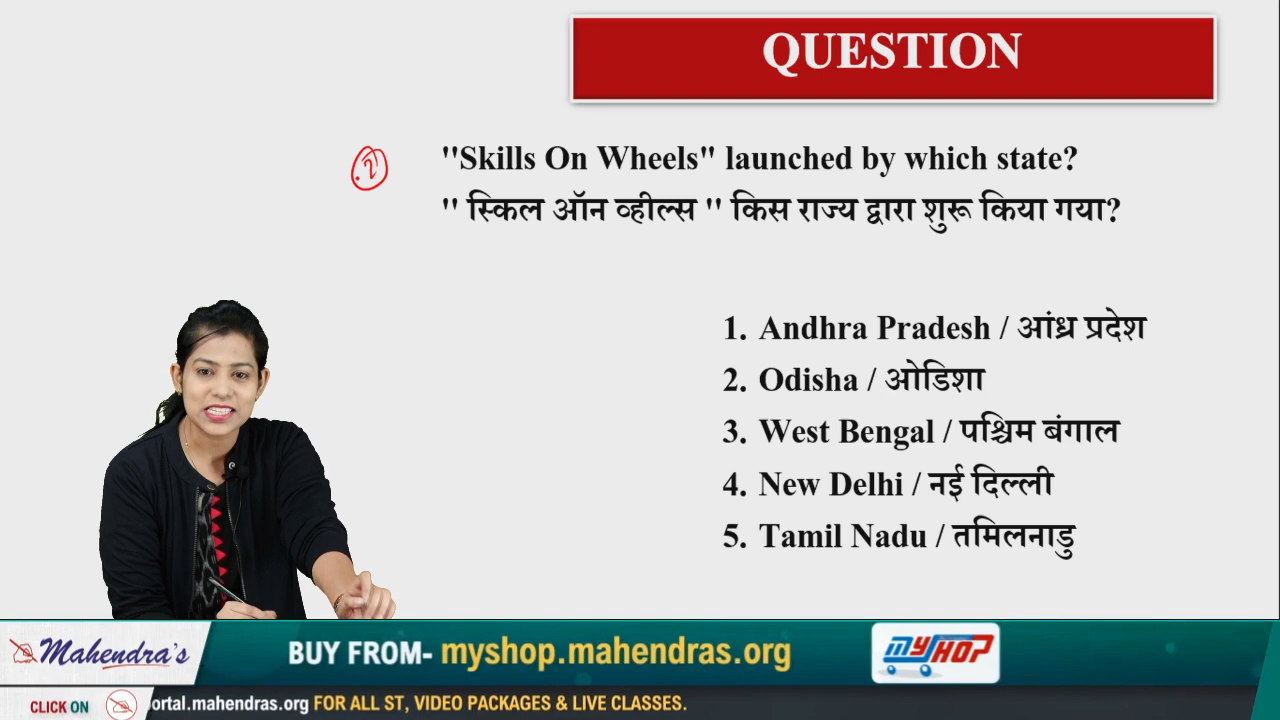 QUESTION
"Skills On Wheels" launched by which state?
" स्किल ऑन व्हील्स " किस राज्य द्वारा शुरू किया गया?
1. Andhra Pradesh / आंध्र प्रदेश
2. Odisha / ओडिशा
3. West Bengal / पश्चिम बंगाल
4. New Delhi / नई दिल्ली
5. Tamil Nadu / तमिलनाडु
Mahendra's
BUY FROM- myshop.mahendras.org
MYSHOP
CLICK ON
portal.mahendras.org FOR ALL ST, VIDEO PACKAGES & LIVE CLASSES.